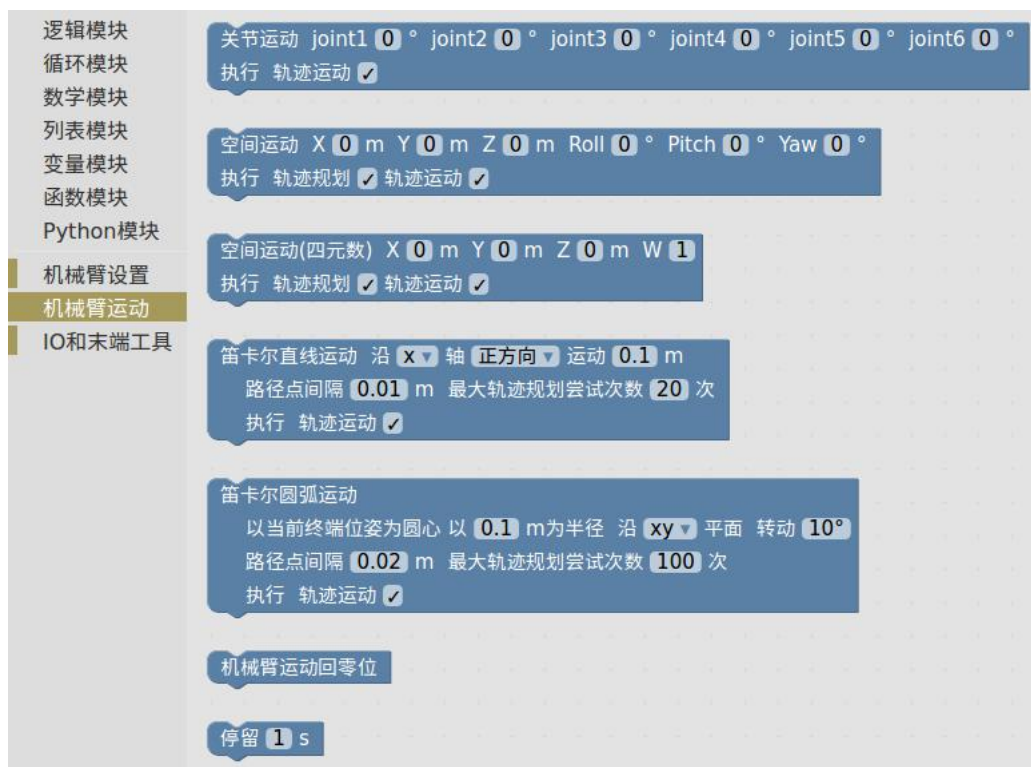 逻辑模块
循环模块
数学模块
列表模块
变量模块
函数模块
Python模块
机械臂设置
机械臂运动
IO和末端工具
关节运动 joint1 0 ° joint2 0 ° joint3 0 ° joint4 0 ° joint5 0 ° joint6 0 °
执行 轨迹运动 ✓
空间运动 X 0 m Y 0 m Z 0 m Roll 0 ° Pitch 0 ° Yaw 0 °
执行 轨迹规划 ✓ 轨迹运动 ✓
空间运动(四元数) X 0 m Y 0 m Z 0 m W 1
执行 轨迹规划 ✓ 轨迹运动 ✓
笛卡尔直线运动 沿 x 轴 正方向 运动 0.1 m
路径点间隔 0.01 m 最大轨迹规划尝试次数 20 次
执行 轨迹运动 ✓
笛卡尔圆弧运动
以当前终端位姿为圆心 以 0.1 m为半径 沿 xy 平面 转动 10°
路径点间隔 0.02 m 最大轨迹规划尝试次数 100 次
执行 轨迹运动 ✓
机械臂运动回零位
停留 1 s